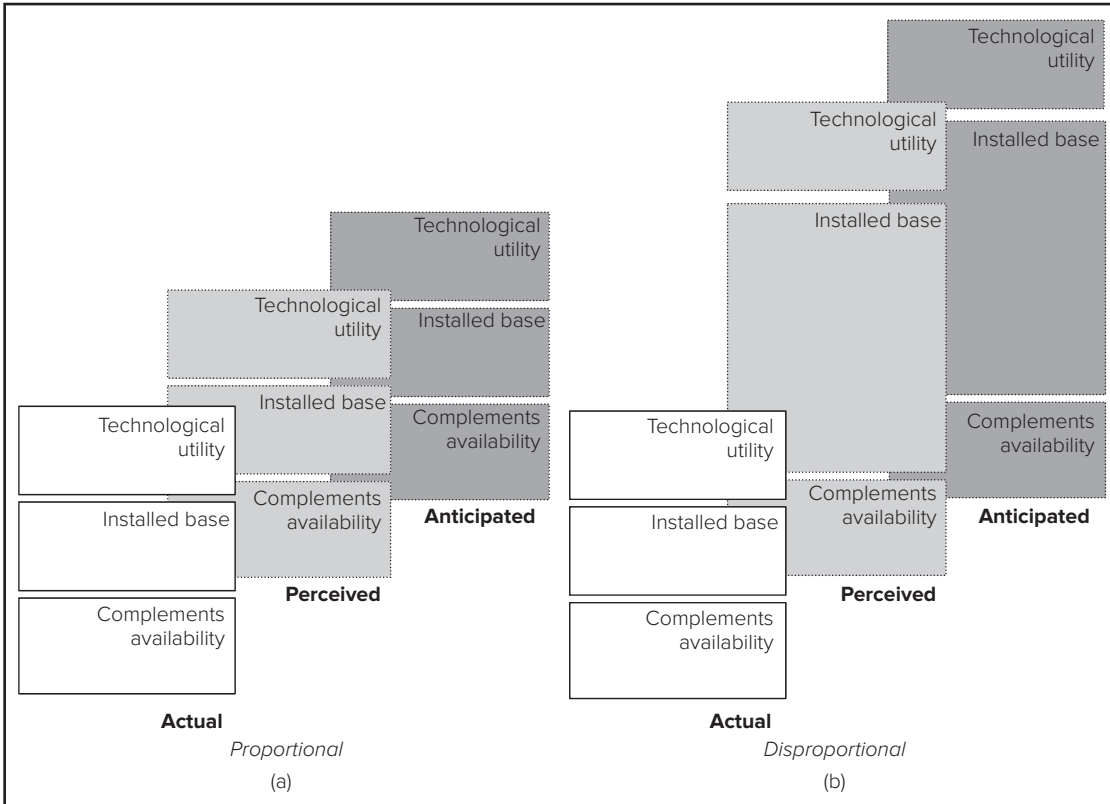 Technological
utility
Installed base
Complements
availability
Anticipated
Technological
utility
Installed base
Complements
availability
Perceived
Technological
utility
Installed base
Complements
availability
Actual
Proportional
(a)
Technological
utility
Installed base
Complements
availability
Anticipated
Technological
utility
Installed base
Complements
availability
Perceived
Technological
utility
Installed base
Complements
availability
Actual
Disproportional
(b)